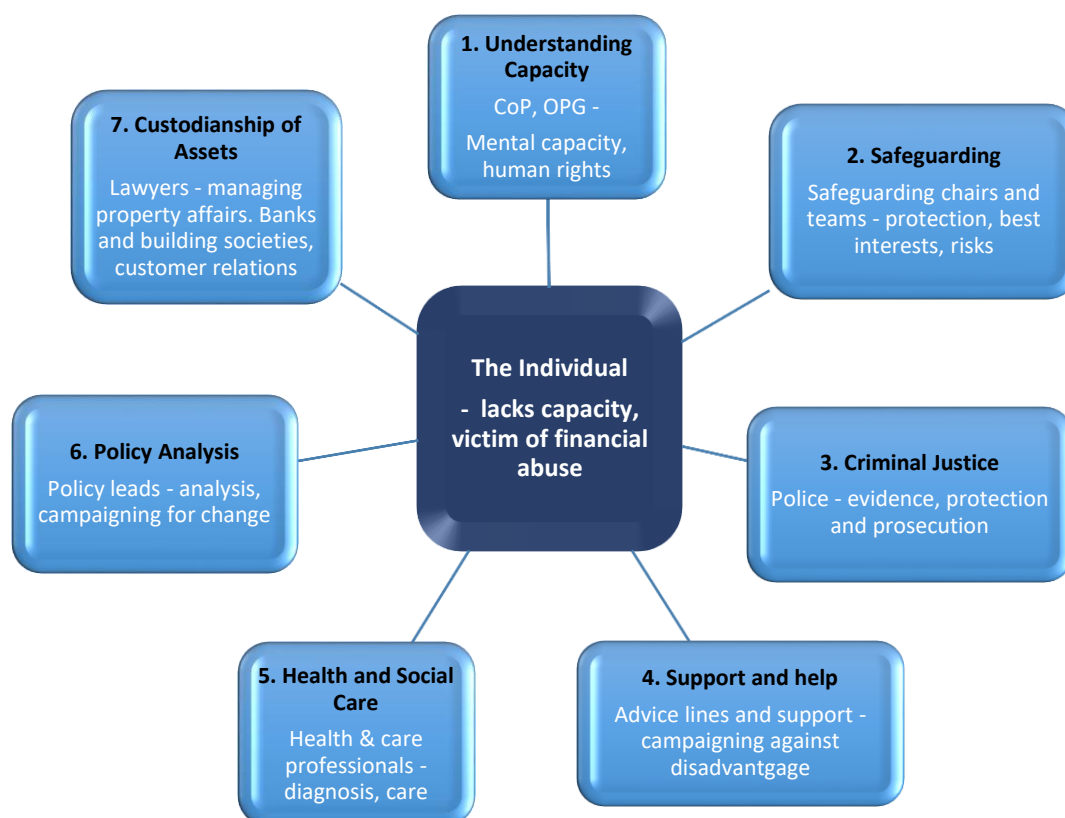 1. Understanding
Capacity
CoP, OPG -
Mental capacity,
human rights
2. Safeguarding
Safeguarding chairs and
teams - protection, best
interests, risks
3. Criminal Justice
Police - evidence, protection
and prosecution
4. Support and help
Advice lines and support -
campaigning against
disadvantgage
5. Health and Social
Care
Health & care
professionals -
diagnosis, care
6. Policy Analysis
Policy leads - analysis,
campaigning for change
7. Custodianship of
Assets
Lawyers - managing
property affairs. Banks
and building societies,
customer relations
The Individual
- lacks capacity,
victim of financial
abuse